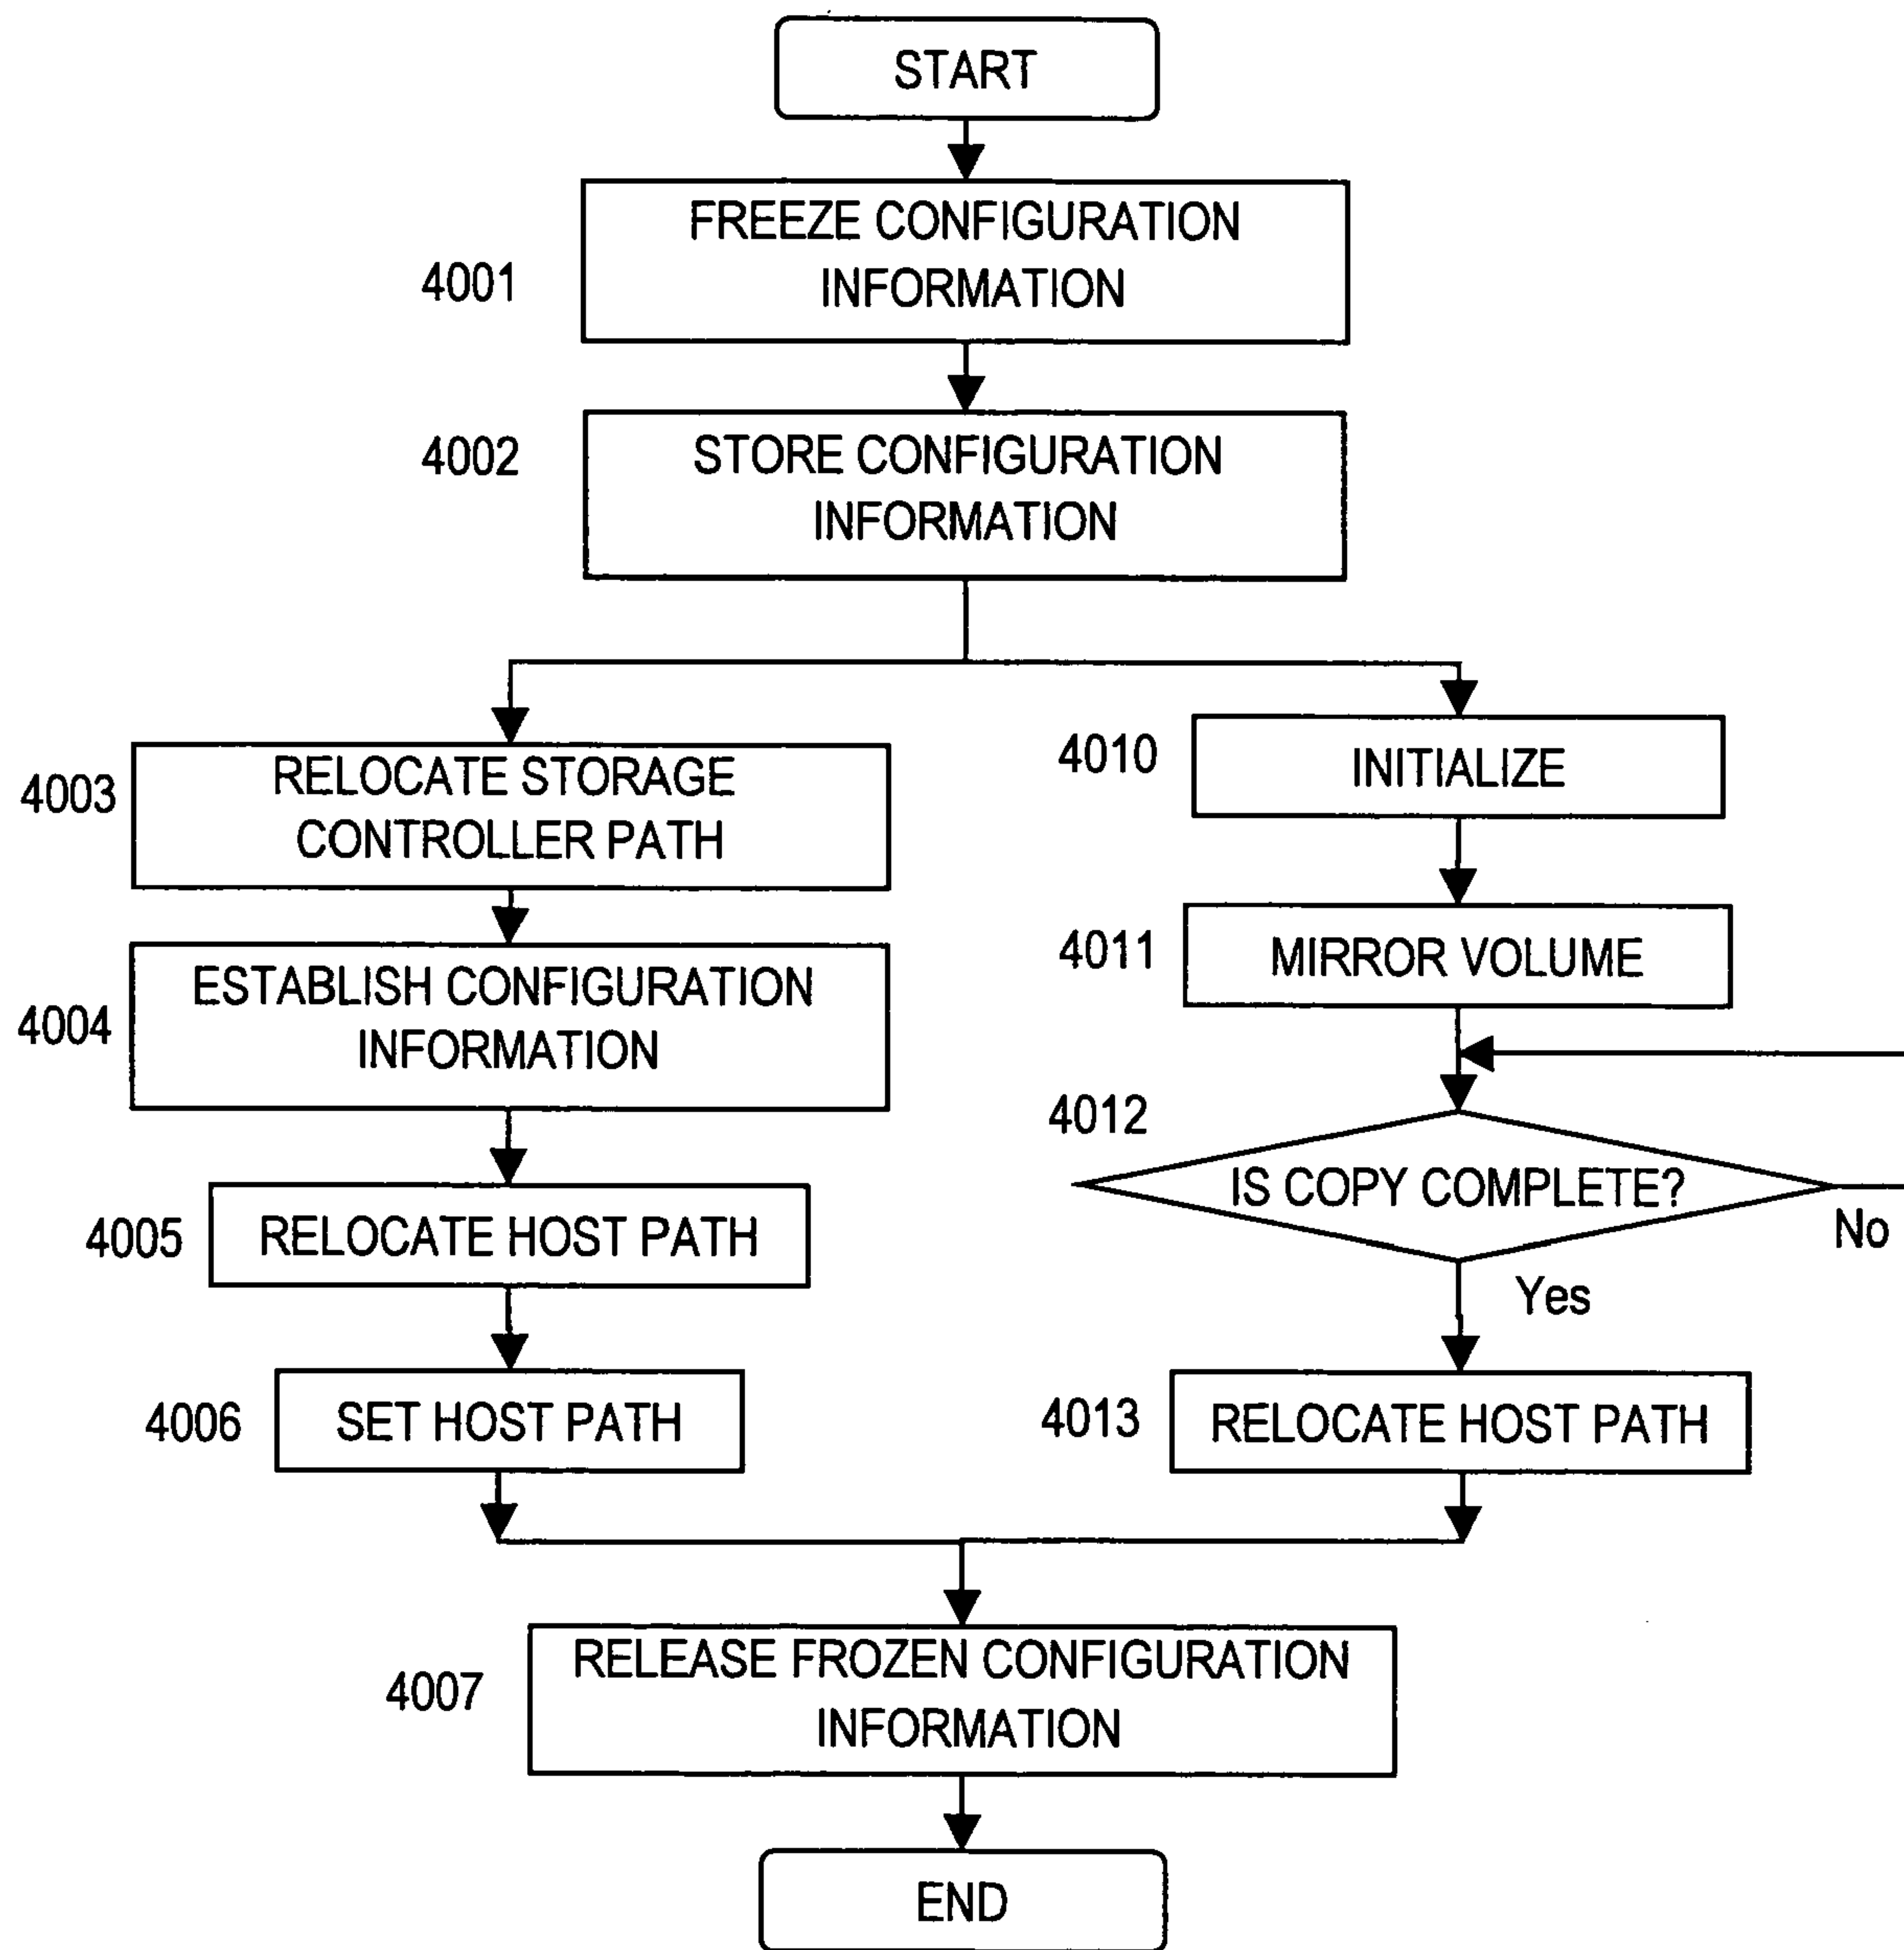 START
4001
FREEZE CONFIGURATION
INFORMATION
4002
STORE CONFIGURATION
INFORMATION
4003
RELOCATE STORAGE
CONTROLLER PATH
4004
ESTABLISH CONFIGURATION
INFORMATION
4005
RELOCATE HOST PATH
4006
SET HOST PATH
4010
INITIALIZE
4011
MIRROR VOLUME
4012
IS COPY COMPLETE?
No
Yes
4013
RELOCATE HOST PATH
4007
RELEASE FROZEN CONFIGURATION
INFORMATION
END